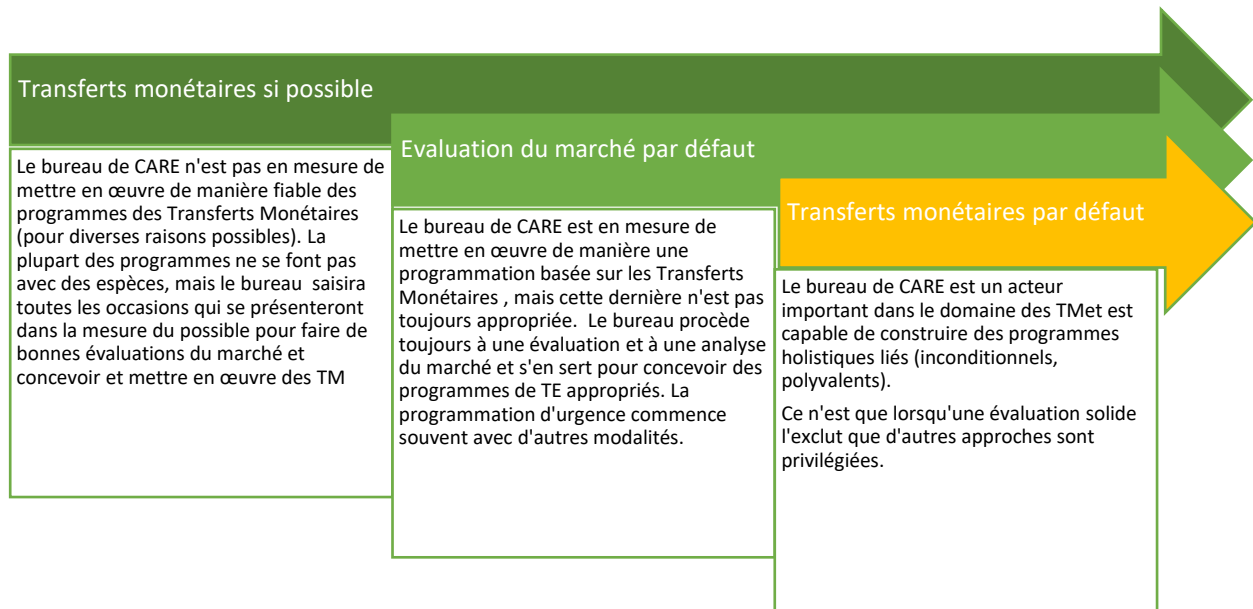 Transferts monétaires si possible
Le bureau de CARE n'est pas en mesure de
mettre en œuvre de manière fiable des
programmes des Transferts Monétaires
(pour diverses raisons possibles). La
plupart des programmes ne se font pas
avec des espèces, mais le bureau  saisira
toutes les occasions qui se présenteront
dans la mesure du possible pour faire de
bonnes évaluations du marché et
concevoir et mettre en œuvre des TM
Evaluation du marché par défaut
Le bureau de CARE est en mesure de
mettre en œuvre de manière une
programmation basée sur les Transferts
Monétaires , mais cette dernière n'est pas
toujours appropriée.  Le bureau procède
toujours à une évaluation et à une analyse
du marché et s'en sert pour concevoir des
programmes de TE appropriés. La
programmation d'urgence commence
souvent avec d'autres modalités.
Transferts monétaires par défaut
Le bureau de CARE est un acteur
important dans le domaine des TMet est
capable de construire des programmes
holistiques liés (inconditionnels,
polyvalents).
Ce n'est que lorsqu'une évaluation solide
l'exclut que d'autres approches sont
privilégiées.